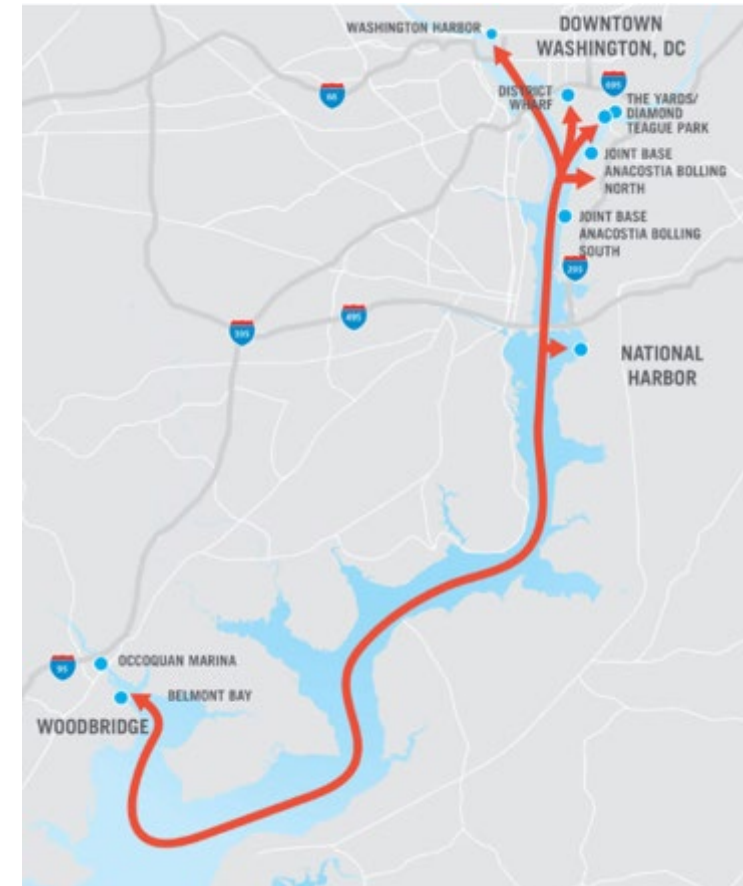 WASHINGTON HARBOR
DOWNTOWN
WASHINGTON, DC
66
695
DISTRICT
WHARF
THE YARDS/
DIAMOND
TEAGUE PARK
JOINT BASE
ANACOSTIA BOLLING
NORTH
JOINT BASE
ANACOSTIA BOLLING
SOUTH
295
495
395
NATIONAL
HARBOR
95
OCCOQUAN MARINA
BELMONT BAY
WOODBRIDGE